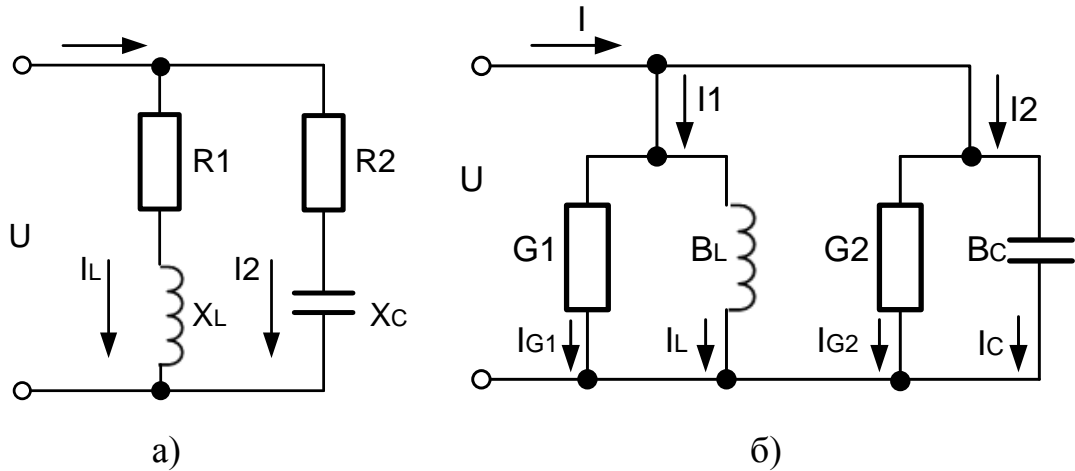 I
I1
I2
R1
R2
U
U
G1
BL
G2
BC
IL
I2
XL
XC
IG1
IL
IG2
IC
а)
б)